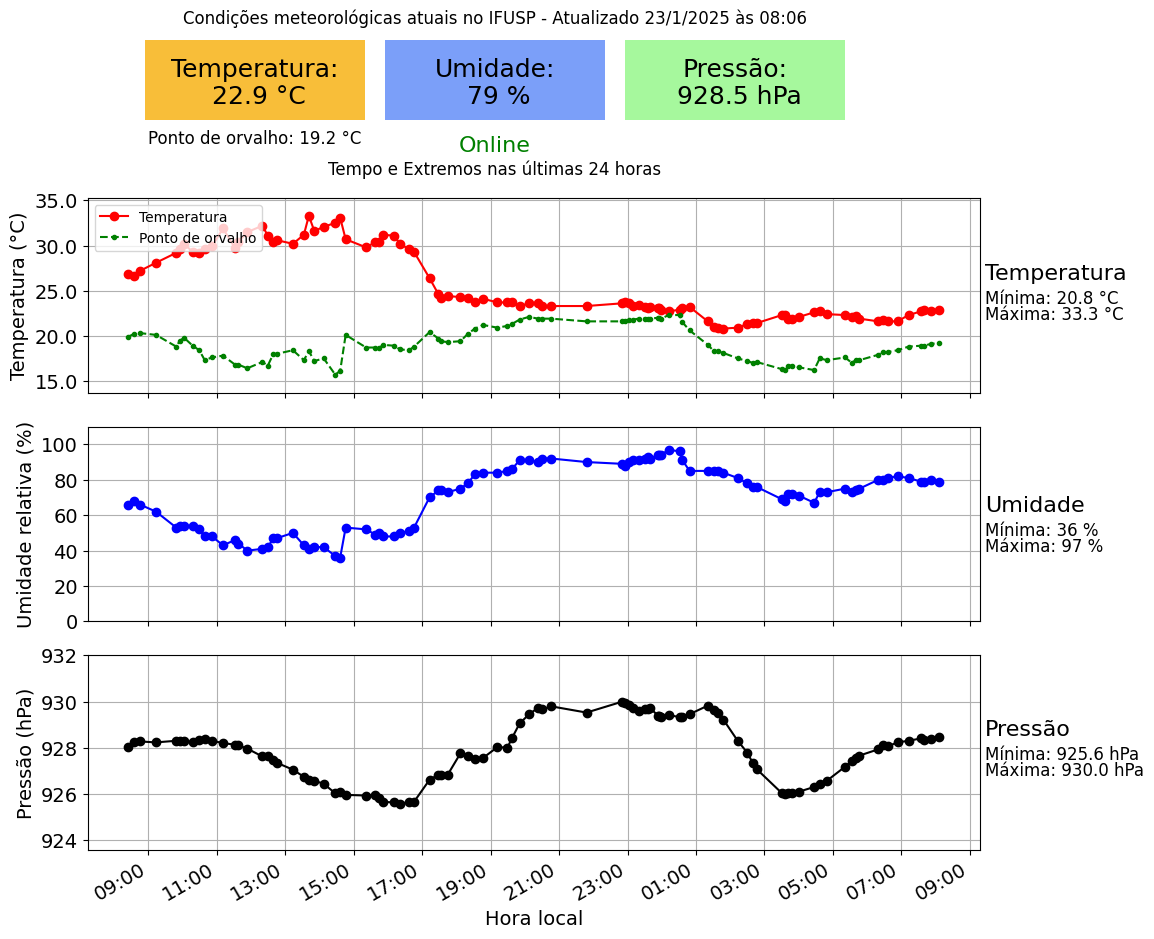 Condições meteorológicas atuais no IFUSP - Atualizado 23/1/2025 às 08:06
Temperatura:
22.9 °C
Umidade:
79 %
Pressão:
928.5 hPa
Ponto de orvalho: 19.2 °C
Online
Tempo e Extremos nas últimas 24 horas
Temperatura (°C)
35.0
30.0
25.0
20.0
15.0
Temperatura
Ponto de orvalho
Temperatura
Mínima: 20.8 °C
Máxima: 33.3 °C
Umidade relativa (%)
100
80
60
40
20
0
Umidade
Mínima: 36 %
Máxima: 97 %
Pressão (hPa)
932
930
928
926
924
Pressão
Mínima: 925.6 hPa
Máxima: 930.0 hPa
09:00
11:00
13:00
15:00
17:00
19:00
21:00
23:00
01:00
03:00
05:00
07:00
09:00
Hora local